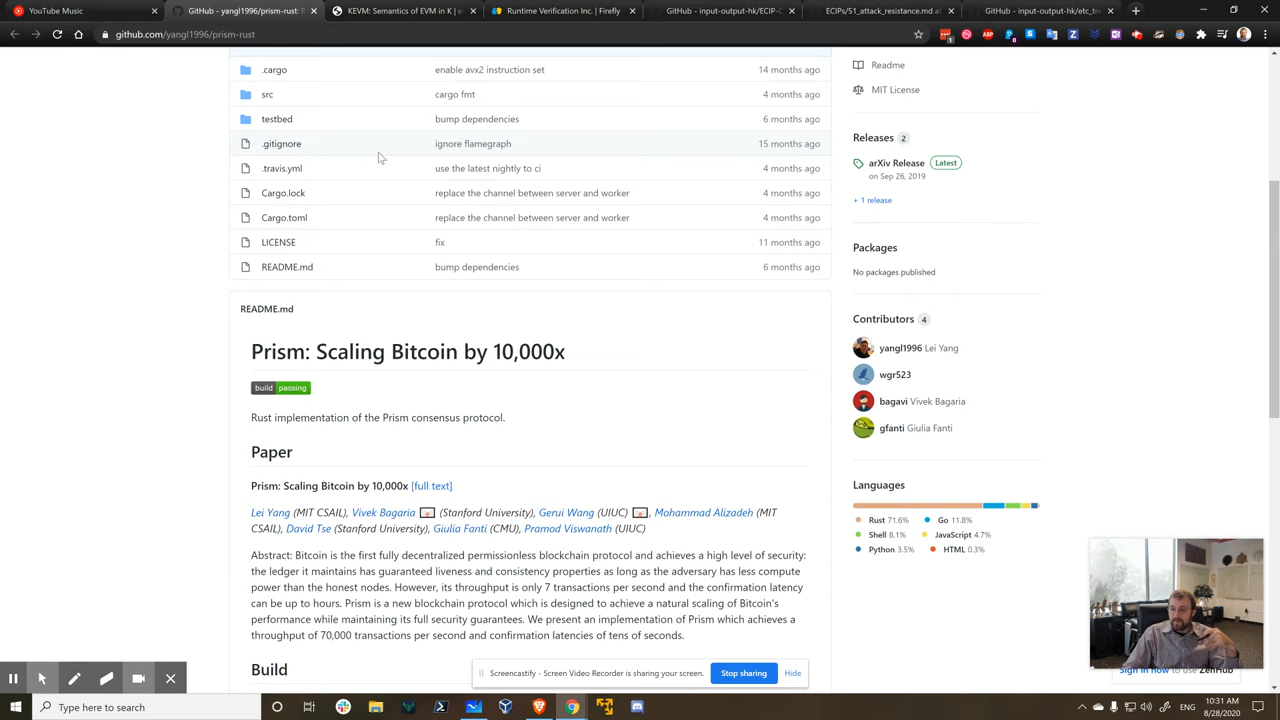 YouTube Music
GitHub - yangl1996/prism-rust:
KEVM: Semantics of EVM in K | e
Runtime Verification Inc. | Firefly
GitHub - input-output-hk/ECIP-C
ECIPs/51_adaptive.md at
GitHub - input-output-hk/etc_re
github.com/yangl1996/prism-rust
.cargo
enable avx2 instruction set
14 months ago
src
cargo fmt
4 months ago
testbed
bump dependencies
6 months ago
.gitignore
ignore flamegraph
15 months ago
.travis.yml
use the latest nightly to ci
4 months ago
Cargo.lock
replace the channel between server and worker
4 months ago
Cargo.toml
replace the channel between server and worker
4 months ago
LICENSE
fix
11 months ago
README.md
bump dependencies
6 months ago
README.md
Prism: Scaling Bitcoin by 10,000x
build passing
Rust implementation of the Prism consensus protocol.
Paper
Prism: Scaling Bitcoin by 10,000x [full text]
Lei Yang (MIT CSAIL), Vivek Bagaria (Stanford University), Gerui Wang (UIUC) , Mohammad Alizadeh (MIT
CSAIL), David Tse (Stanford University), Giulia Fanti (CMU), Pramod Viswanath (UIUC)
Abstract: Bitcoin is the first fully decentralized permissionless blockchain protocol and achieves a high level of security:
the ledger it maintains has guaranteed liveness and consistency properties as long as the adversary has less compute
power than the honest nodes. However, its throughput is only 7 transactions per second and the confirmation latency
can be up to hours. Prism is a new blockchain protocol which is designed to achieve a natural scaling of Bitcoin's
performance while maintaining its full security guarantees. We present an implementation of Prism which achieves a
throughput of 70,000 transactions per second and confirmation latencies of tens of seconds.
Build
Readme
MIT License
Releases 2
arXiv Release Latest
on Sep 26, 2019
+ 1 release
Packages
No packages published
Contributors 4
yangl1996 Lei Yang
wgr523
bagavi Vivek Bagaria
gfanti Giulia Fanti
Languages
Rust 71.6% Go 11.8%
Shell 8.1% JavaScript 4.7%
Python 3.5% HTML 0.3%
Sign in now to use ZenHub
Screencastify - Screen Video Recorder is sharing your screen.
Stop sharing
Hide
Type here to search
10:31 AM
8/28/2020